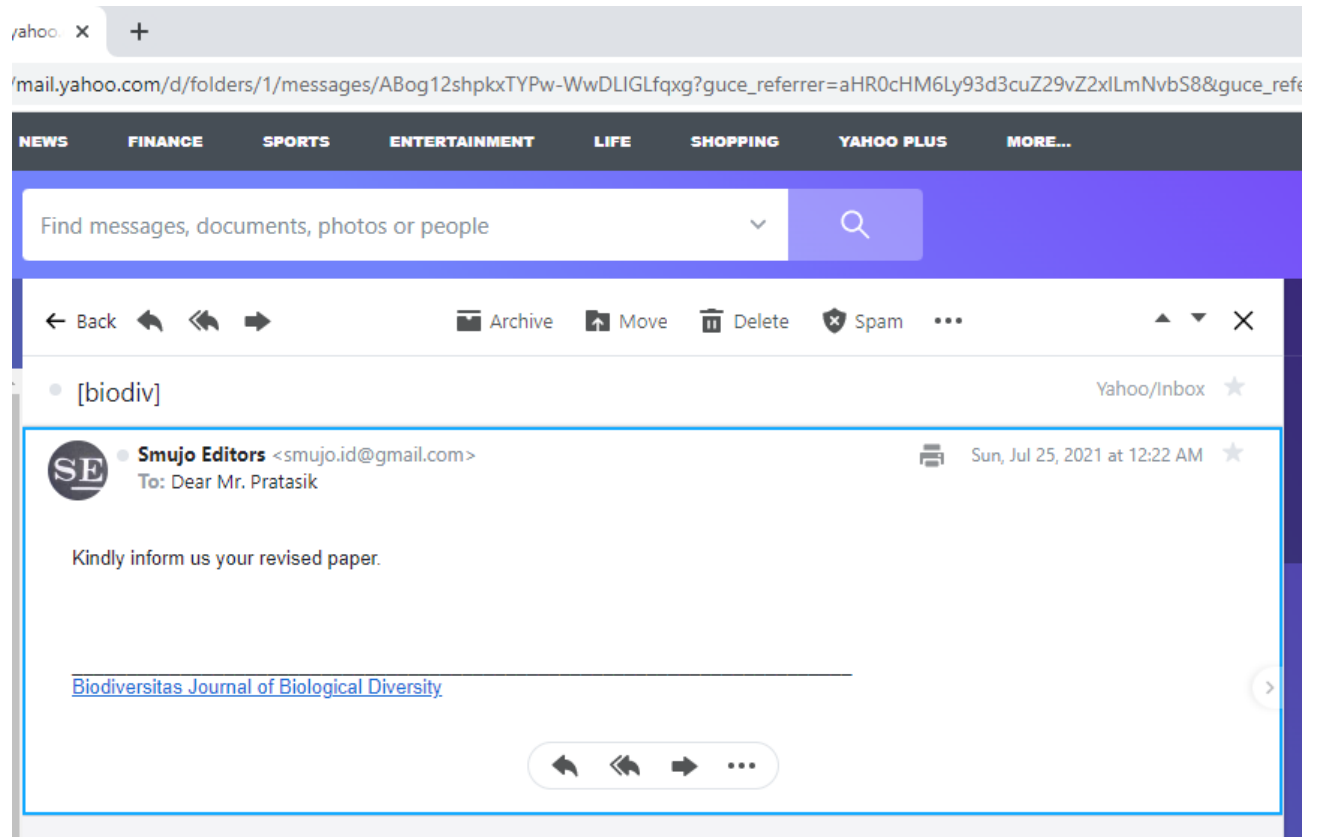 yahoo.
/mail.yahoo.com/d/folders/1/messages/ABog12shpkxTYPw-WwDLIGLfqxg?guce_referrer=aHR0cHM6Ly93d3cuZ29vZ2xlLmNvbS8&guce_refe
NEWS FINANCE SPORTS ENTERTAINMENT LIFE SHOPPING YAHOO PLUS MORE...
Find messages, documents, photos or people
Back Archive Move Delete Spam
[biodiv] Yahoo/Inbox
SE Smujo Editors <smujo.id@gmail.com> Sun, Jul 25, 2021 at 12:22 AM
To: Dear Mr. Pratasik
Kindly inform us your revised paper.
Biodiversitas Journal of Biological Diversity